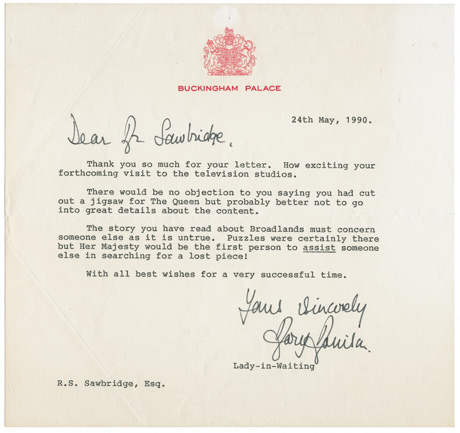 BUCKINGHAM PALACE
24th May, 1990.
Dear Mr Sawbridge,
Thank you so much for your letter. How exciting your
forthcoming visit to the television studios.
There would be no objection to you saying you had cut
out a jigsaw for The Queen but probably better not to go
into great details about the content.
The story you have read about Broadlands must concern
someone else as it is untrue. Puzzles were certainly there
but Her Majesty would be the first person to assist someone
else in searching for a lost piece!
With all best wishes for a very successful time.
Yours sincerely
Mary Morrison.
Lady-in-Waiting
R.S. Sawbridge, Esq.